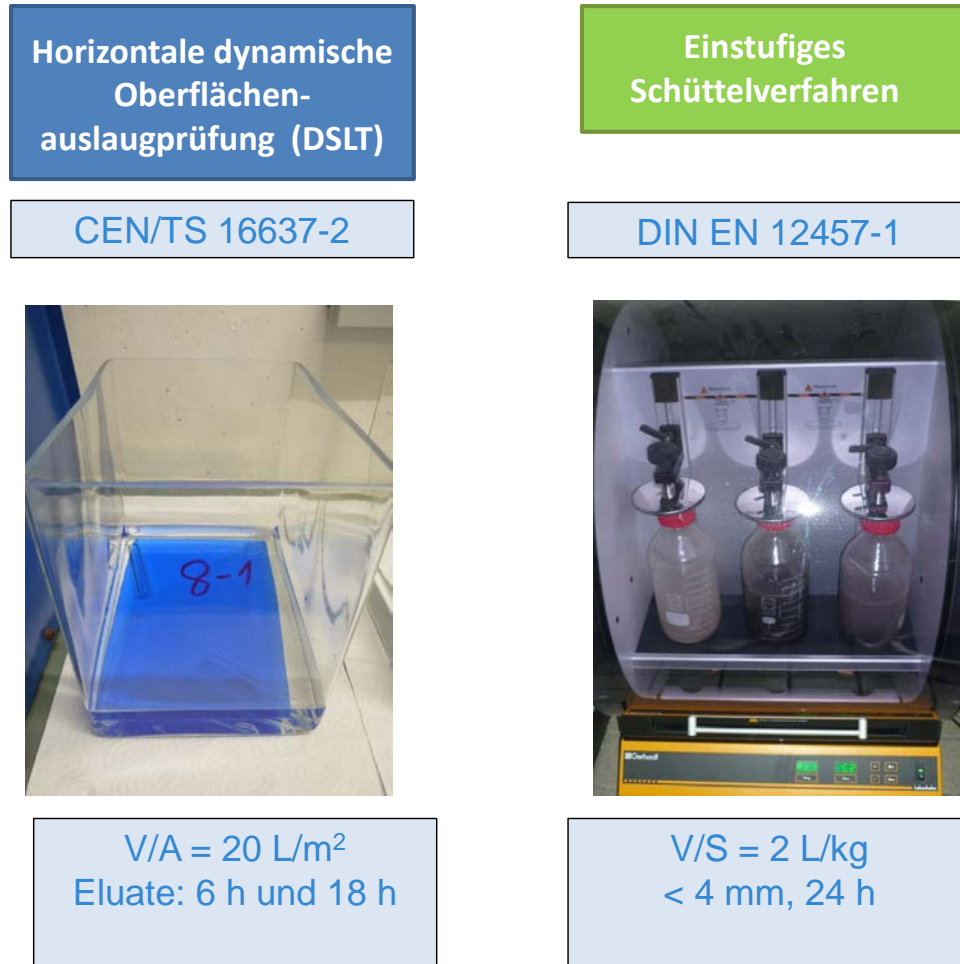 Horizontale dynamische
Oberflächen-
auslaugprüfung (DSLT)
CEN/TS 16637-2
8-1
V/A = 20 L/m²
Eluate: 6 h und 18 h
Einstufiges
Schüttelverfahren
DIN EN 12457-1
Gerhardt
V/S = 2 L/kg
< 4 mm, 24 h